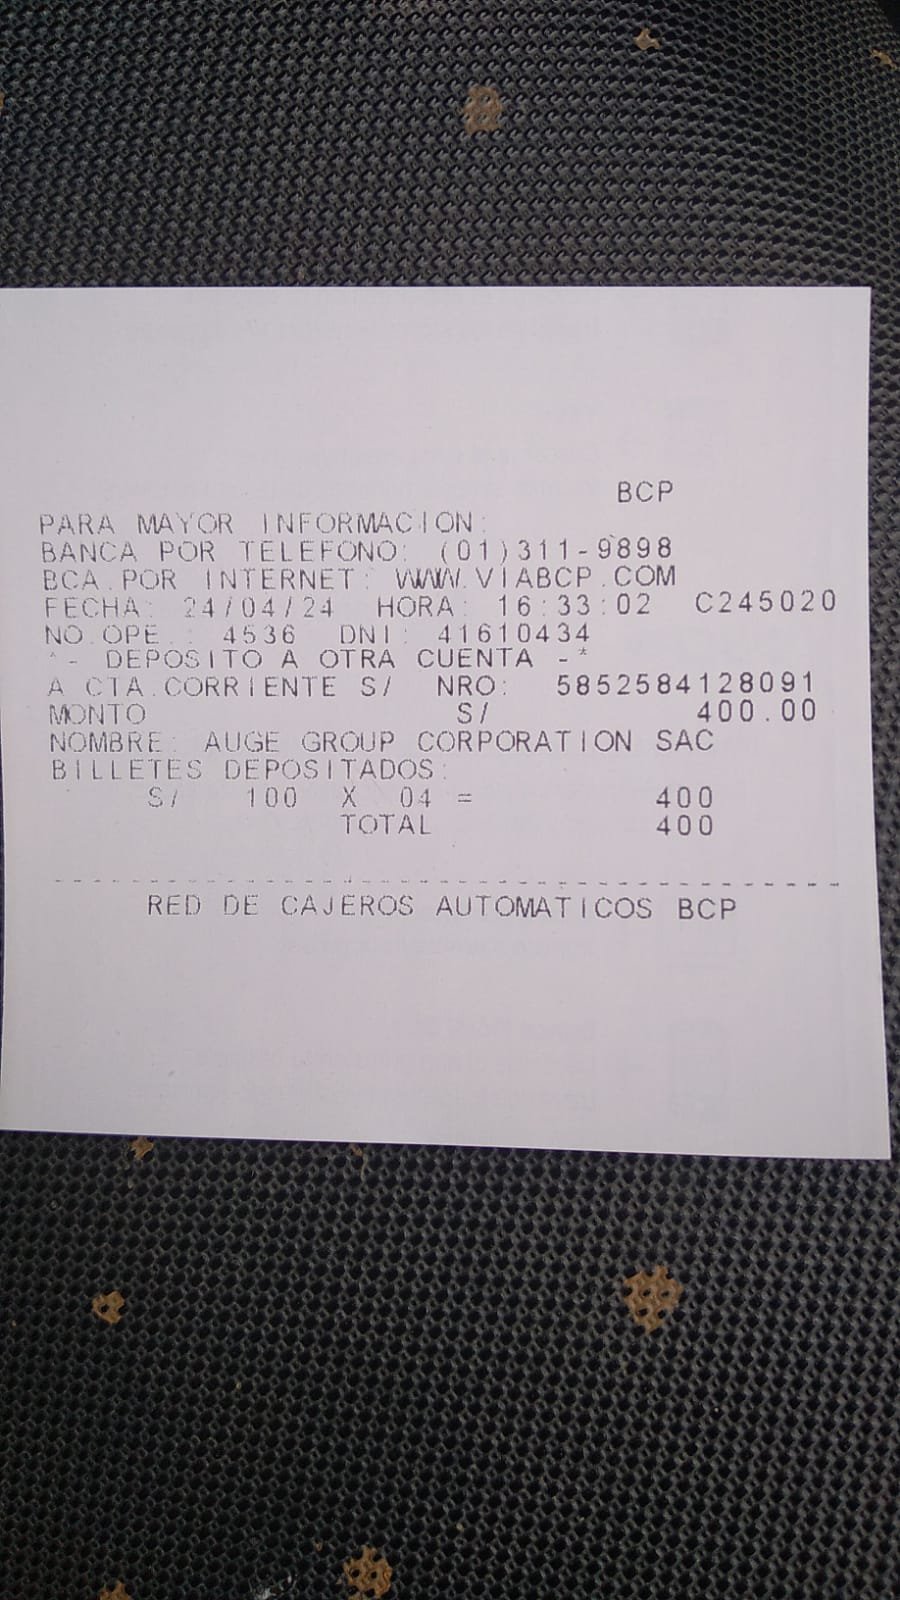 BCP
PARA MAYOR INFORMACION:
BANCA POR TELEFONO: (01)311-9898
BCA.POR INTERNET: WWW.VIABCP.COM
FECHA: 24/04/24 HORA: 16:33:02 C245020
NO.OPE.: 4536 DNI: 41610434
*- DEPOSITO A OTRA CUENTA -*
A CTA.CORRIENTE S/ NRO: 5852584128091
MONTO S/ 400.00
NOMBRE: AUGE GROUP CORPORATION SAC
BILLETES DEPOSITADOS:
S/ 100 X 04 = 400
TOTAL 400
RED DE CAJEROS AUTOMATICOS BCP